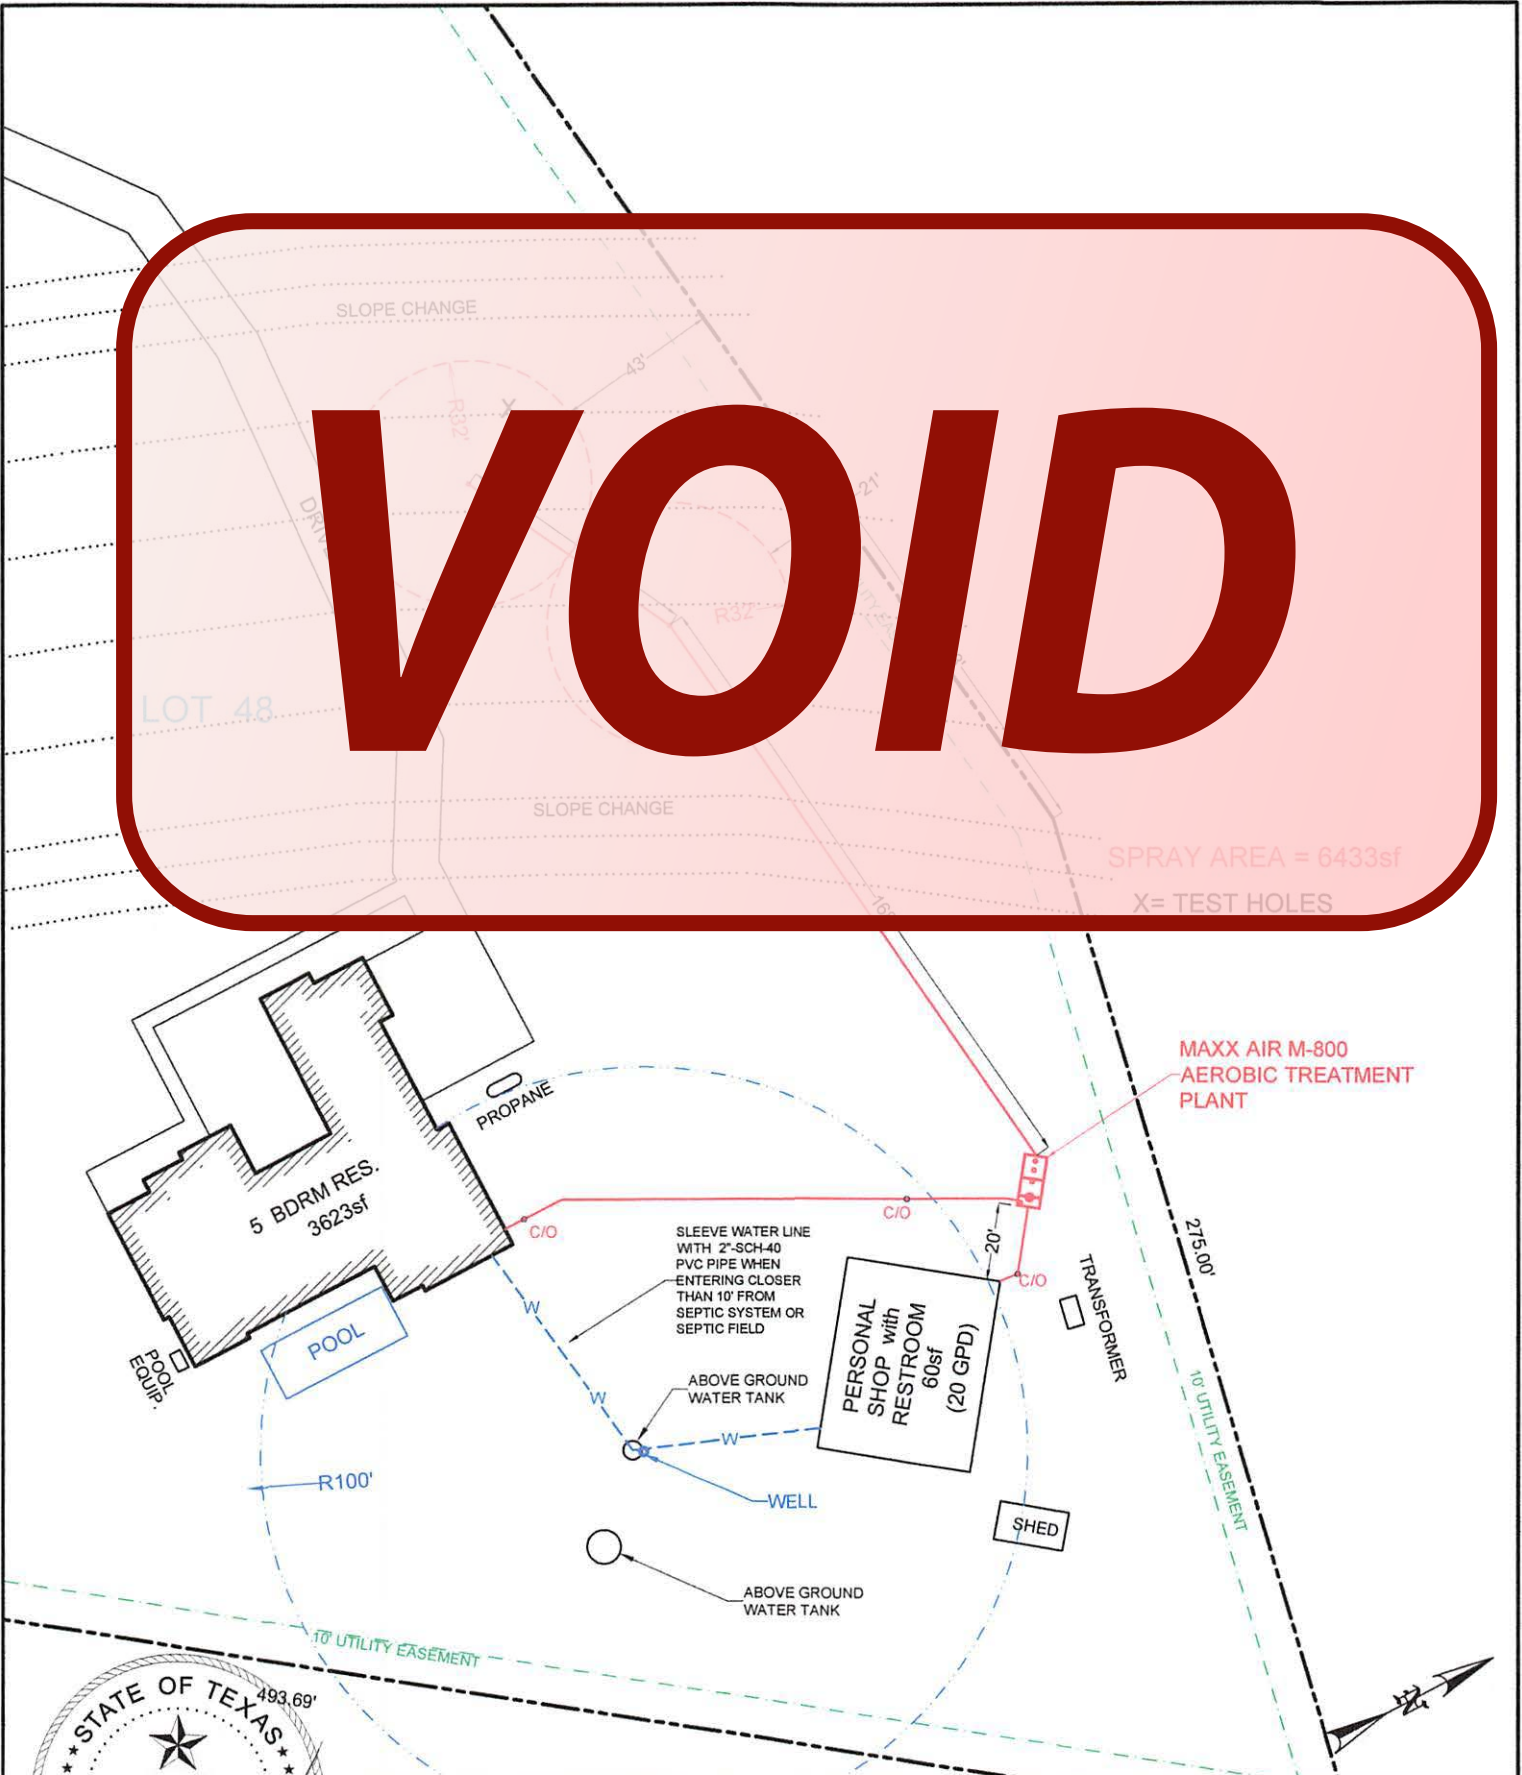 SLOPE CHANGE
43'
R32'
X
21'
R32'
LOT 48
VOID
SLOPE CHANGE
SPRAY AREA = 6433sf
X= TEST HOLES
MAXX AIR M-800
AEROBIC TREATMENT
PLANT
PROPANE
5 BDRM RES.
3623sf
C/O
C/O
C/O
20'
275.00'
SLEEVE WATER LINE
WITH 2"-SCH-40
PVC PIPE WHEN
ENTERING CLOSER
THAN 10' FROM
SEPTIC SYSTEM OR
SEPTIC FIELD
TRANSFORMER
W
POOL
POOL
EQUIP.
PERSONAL
SHOP with
RESTROOM
60sf
(20 GPD)
ABOVE GROUND
WATER TANK
W
W
10' UTILITY EASEMENT
R100'
WELL
SHED
ABOVE GROUND
WATER TANK
10' UTILITY EASEMENT
493.69'
STATE OF TEXAS
N